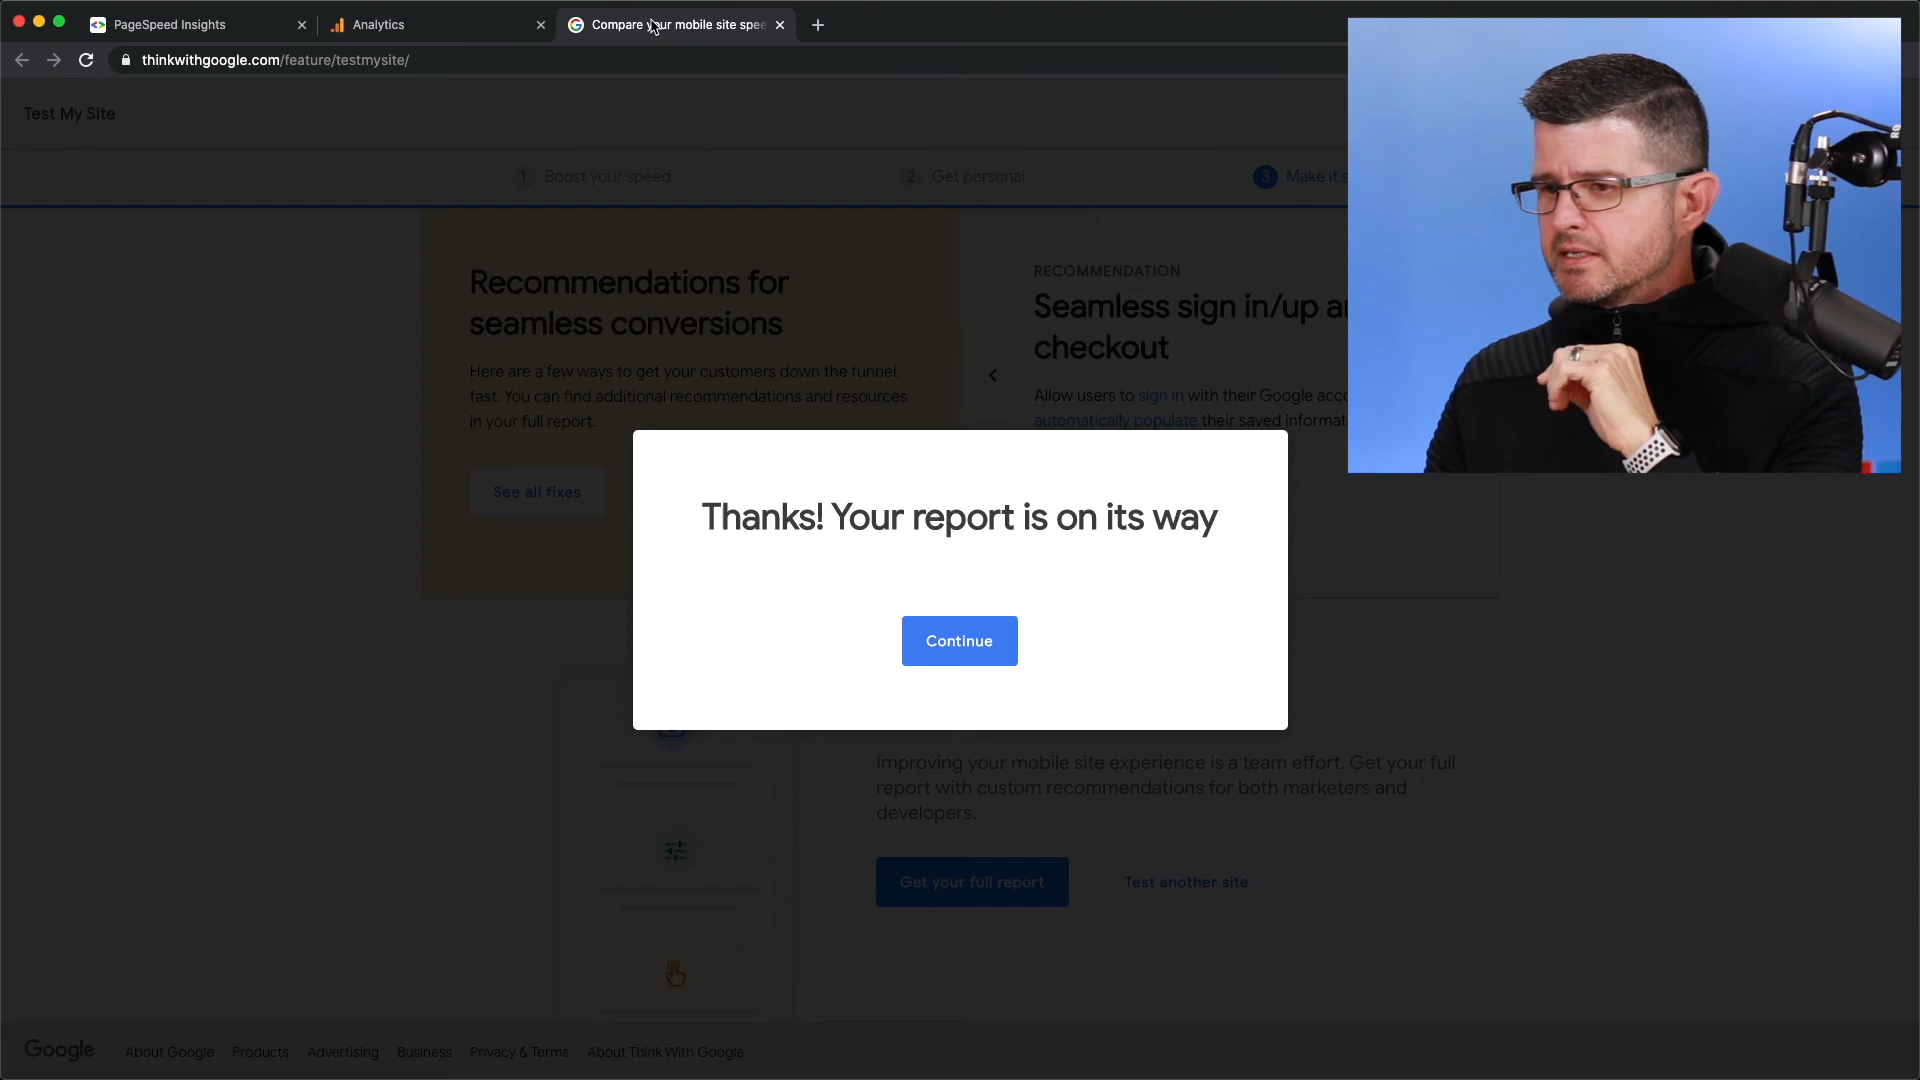 PageSpeed Insights
Analytics
Compare your mobile site spee
thinkwithgoogle.com/feature/testmysite/
Test My Site
1 Boost your speed
2 Get personal
3 Make it s
Recommendations for
seamless conversions
Here are a few ways to get your customers down the funnel,
fast. You can find additional recommendations and resources
in your full report.
See all fixes
RECOMMENDATION
Seamless sign in/up a
checkout
Allow users to sign in with their Google acco
automatically populate their saved informat
Thanks! Your report is on its way
Continue
Improving your mobile site experience is a team effort. Get your full
report with custom recommendations for both marketers and
developers.
Get your full report
Test another site
Google
About Google
Products
Advertising
Business
Privacy & Terms
About Think With Google